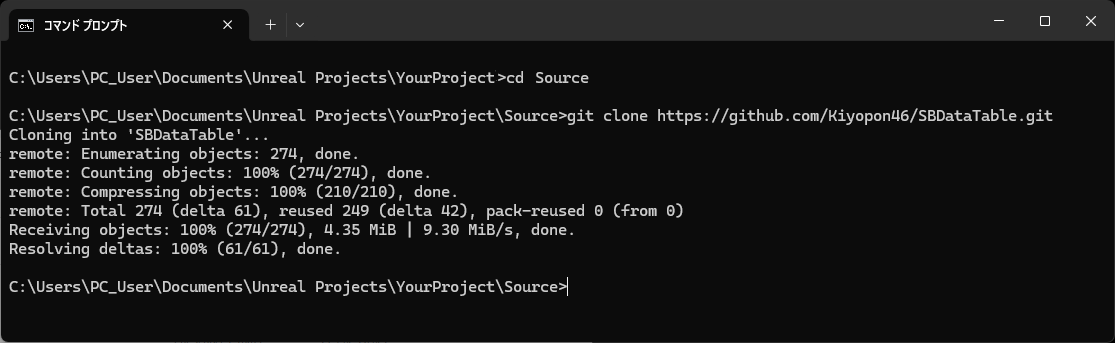 コマンド プロンプト
C:\Users\PC_User\Documents\Unreal Projects\YourProject>cd Source
C:\Users\PC_User\Documents\Unreal Projects\YourProject\Source>git clone https://github.com/Kiyopon46/SBDataTable.git
Cloning into 'SBDataTable'...
remote: Enumerating objects: 274, done.
remote: Counting objects: 100% (274/274), done.
remote: Compressing objects: 100% (210/210), done.
remote: Total 274 (delta 61), reused 249 (delta 42), pack-reused 0 (from 0)
Receiving objects: 100% (274/274), 4.35 MiB | 9.30 MiB/s, done.
Resolving deltas: 100% (61/61), done.
C:\Users\PC_User\Documents\Unreal Projects\YourProject\Source>